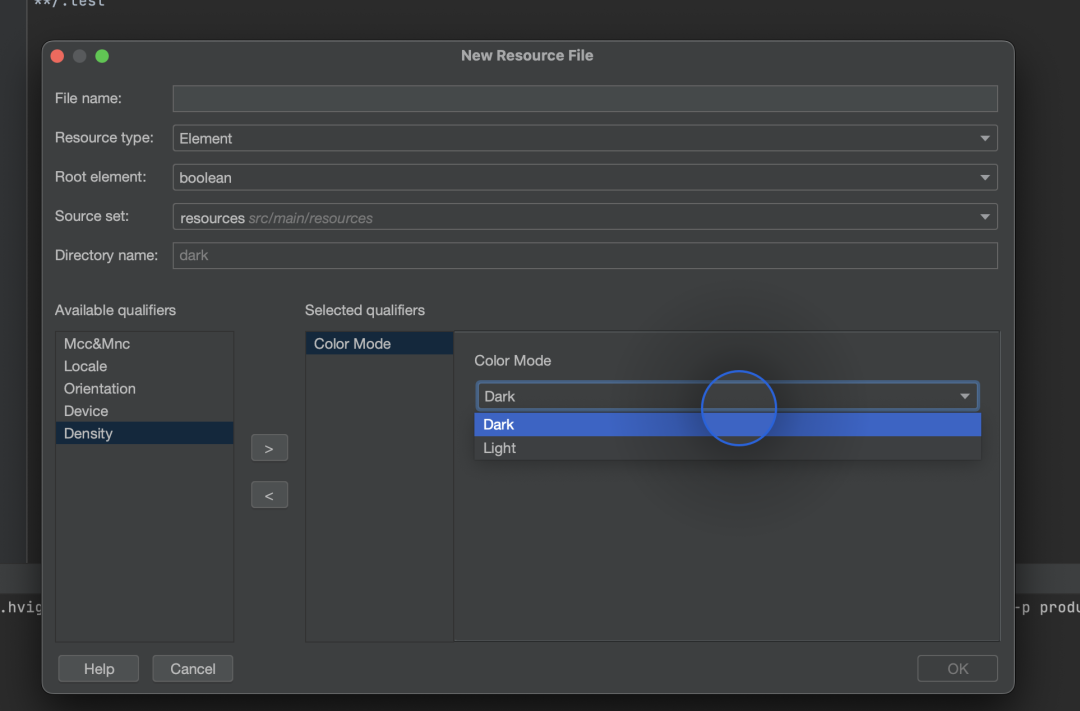 **/.test
New Resource File
File name:
Resource type: Element
Root element: boolean
Source set: resources src/main/resources
Directory name: dark
Available qualifiers
Selected qualifiers
Mcc&Mnc
Locale
Orientation
Device
Density
>
<
Color Mode
Color Mode
Dark
Dark
Light
.hvig
-p produ
Help
Cancel
OK